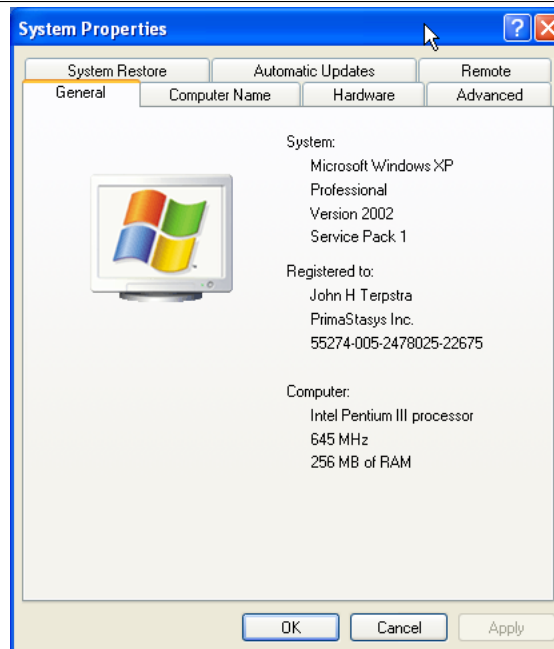 System Properties
System Restore Automatic Updates Remote
General Computer Name Hardware Advanced
System:
Microsoft Windows XP
Professional
Version 2002
Service Pack 1
Registered to:
John H Terpstra
PrimaStasys Inc.
55274-005-2478025-22675
Computer:
Intel Pentium III processor
645 MHz
256 MB of RAM
OK Cancel Apply